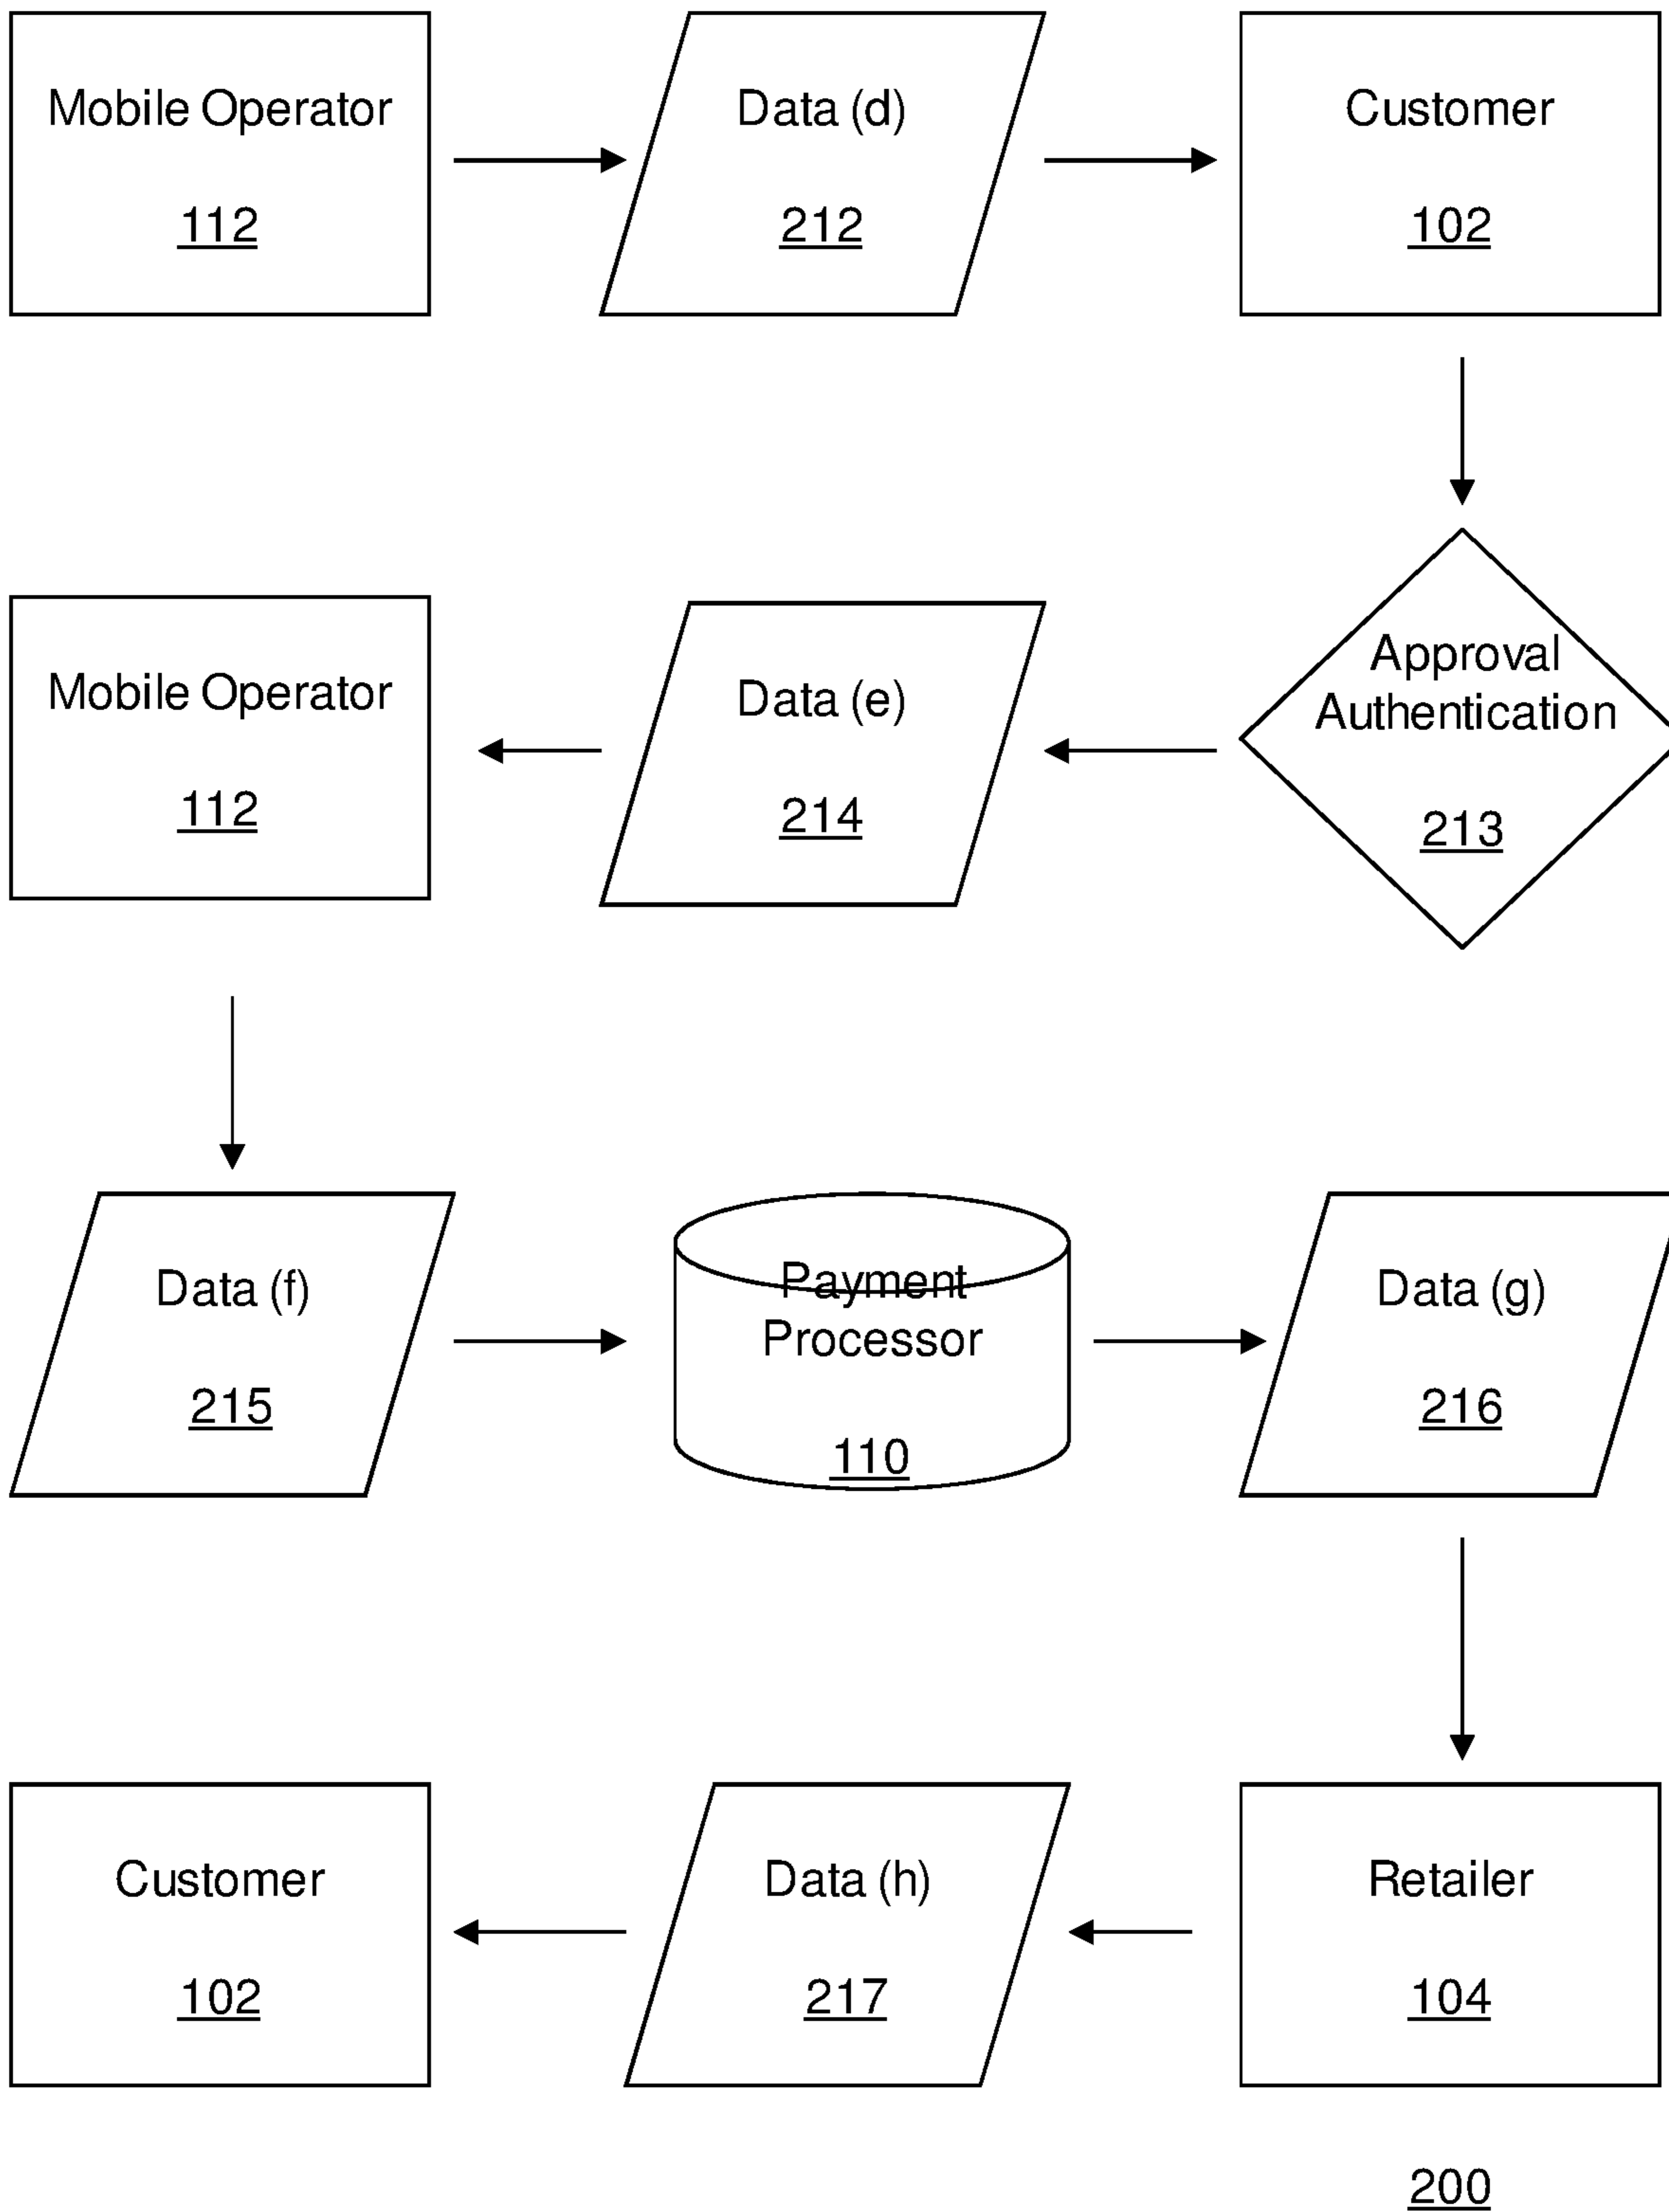 Mobile Operator
112
Data (d)
212
Customer
102
Mobile Operator
112
Data (e)
214
Approval
Authentication
213
Data (f)
215
Payment
Processor
110
Data (g)
216
Customer
102
Data (h)
217
Retailer
104
200